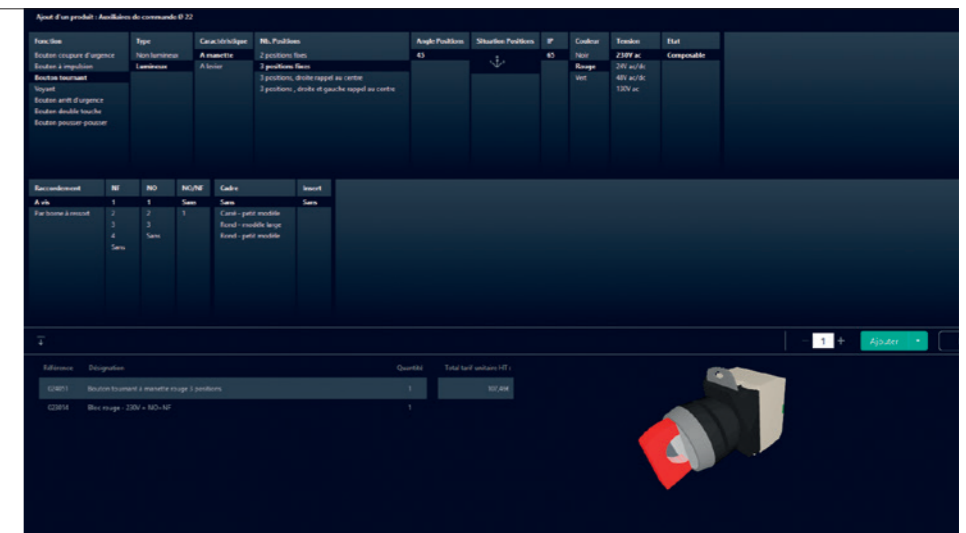 Ajout d'un produit : Auxiliaires de commande Ø 22
Fonction Type Caractéristique Nb. Positions Angle Positions Situation Positions IP Couleur Tension Etat
Bouton coupure d'urgence Non lumineux A manette 2 positions fixes 45 65 Noir 230V ac Composable
Bouton à impulsion Lumineux A levier 3 positions fixes Rouge 24V ac/dc
Bouton tournant 3 positions, droite rappel au centre Vert 48V ac/dc
Voyant 3 positions , droite et gauche rappel au centre 130V ac
Bouton arrêt d'urgence
Bouton double touche
Bouton pousser-pousser
Raccordement NF NO NO/NF Cadre Insert
A vis 1 1 Sans Sans Sans
Par borne à ressort 2 2 1 Carré - petit modèle
3 3 Rond - modèle large
4 Sans Rond - petit modèle
Sans
- 1 + Ajouter
Référence Désignation Quantité Total tarif unitaire HT :
Bouton tournant à manette rouge 3 positions 1
Bloc rouge - 230V + NO+NF 1